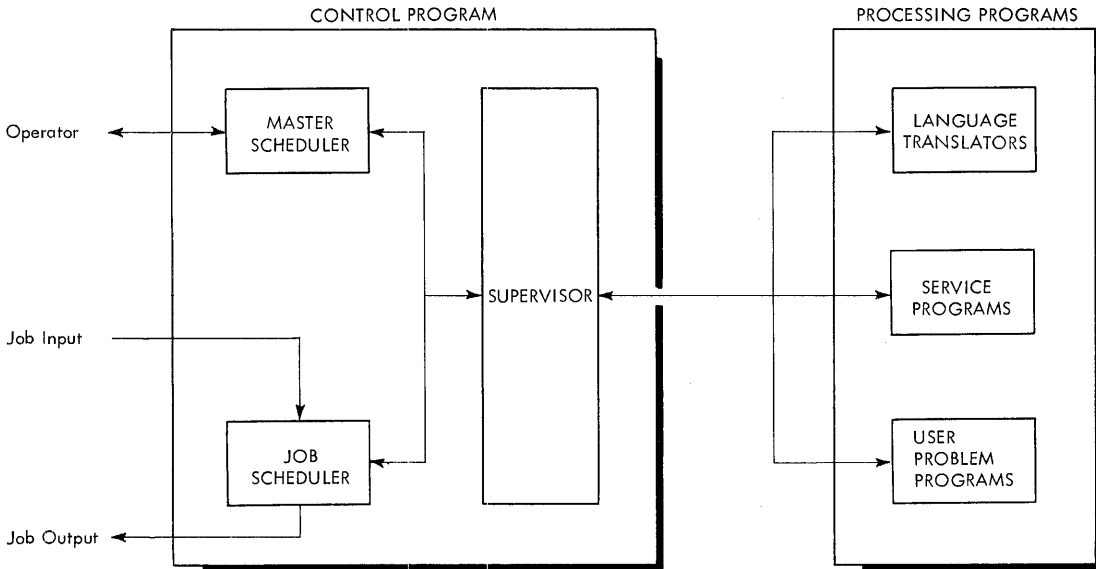 CONTROL PROGRAM
PROCESSING PROGRAMS
Operator
MASTER
SCHEDULER
LANGUAGE
TRANSLATORS
SUPERVISOR
SERVICE
PROGRAMS
Job Input
JOB
SCHEDULER
USER
PROBLEM
PROGRAMS
Job Output